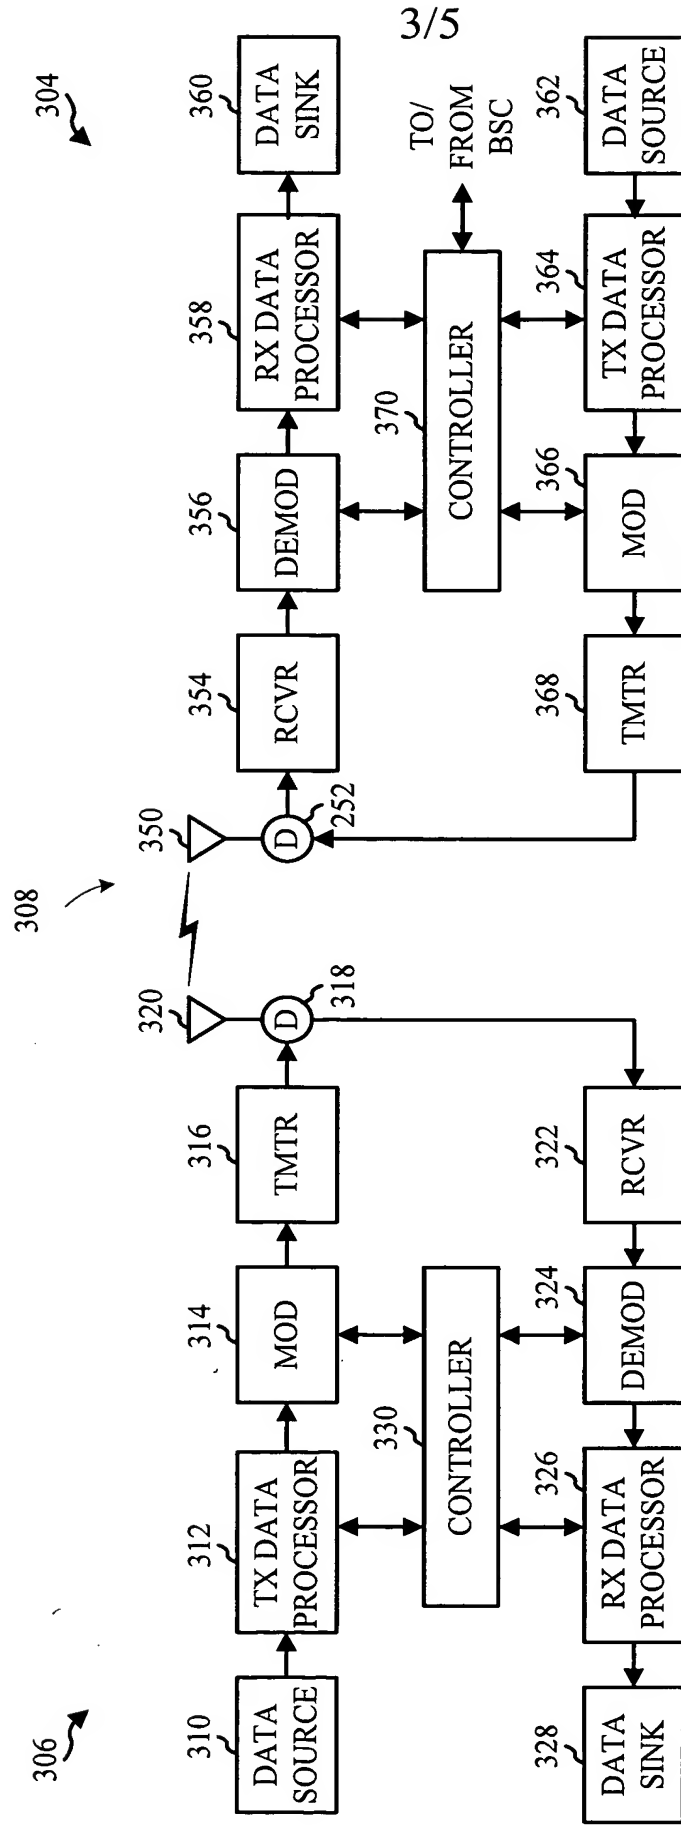 3/5
306
304
308
310
DATA
SOURCE
312
TX DATA
PROCESSOR
314
MOD
316
TMTR
320
D
318
350
D
252
354
RCVR
356
DEMOD
358
RX DATA
PROCESSOR
360
DATA
SINK
330
CONTROLLER
370
CONTROLLER
TO/
FROM
BSC
328
DATA
SINK
326
RX DATA
PROCESSOR
324
DEMOD
322
RCVR
368
TMTR
366
MOD
364
TX DATA
PROCESSOR
362
DATA
SOURCE